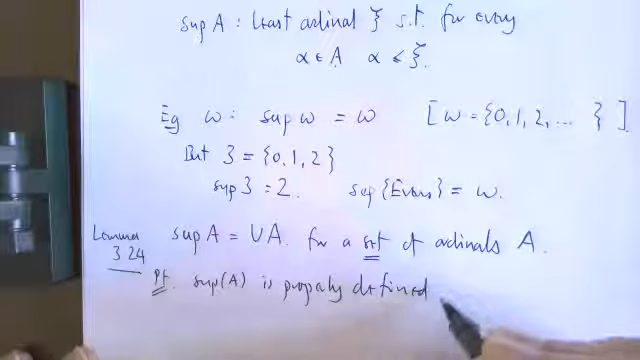 sup A : least ordinal ξ s.t. for every
α ∈ A α ≤ ξ.
Eg ω : sup ω = ω [ω = {0, 1, 2, ... }].
But 3 = {0, 1, 2}
sup 3 = 2. sup {Evens} = ω.
Lemma 3.24 sup A = ∪A. for a set of ordinals A.
Pf. sup(A) is properly defined